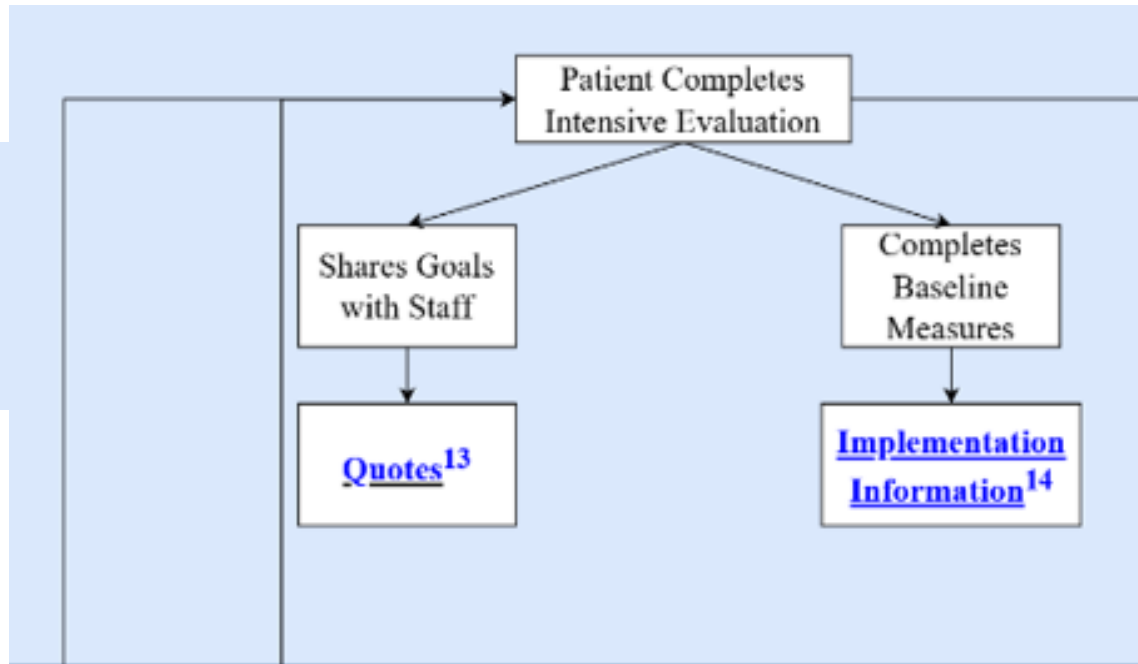 Patient Completes
Intensive Evaluation
Shares Goals
with Staff
Completes
Baseline
Measures
Quotes13
Implementation
Information14